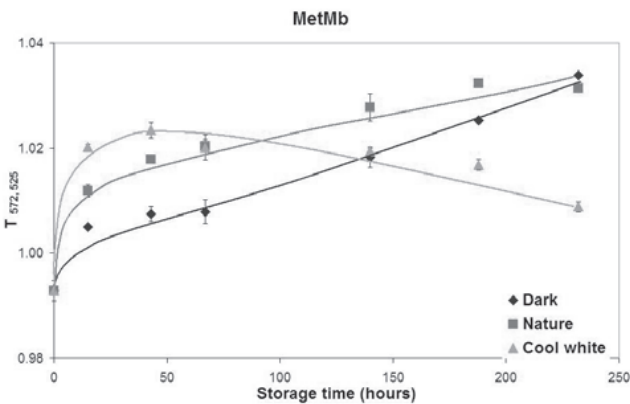 MetMb
1.04
1.02
1.00
0.98
T 572, 525
0 50 100 150 200 250
Storage time (hours)
Dark
Nature
Cool white